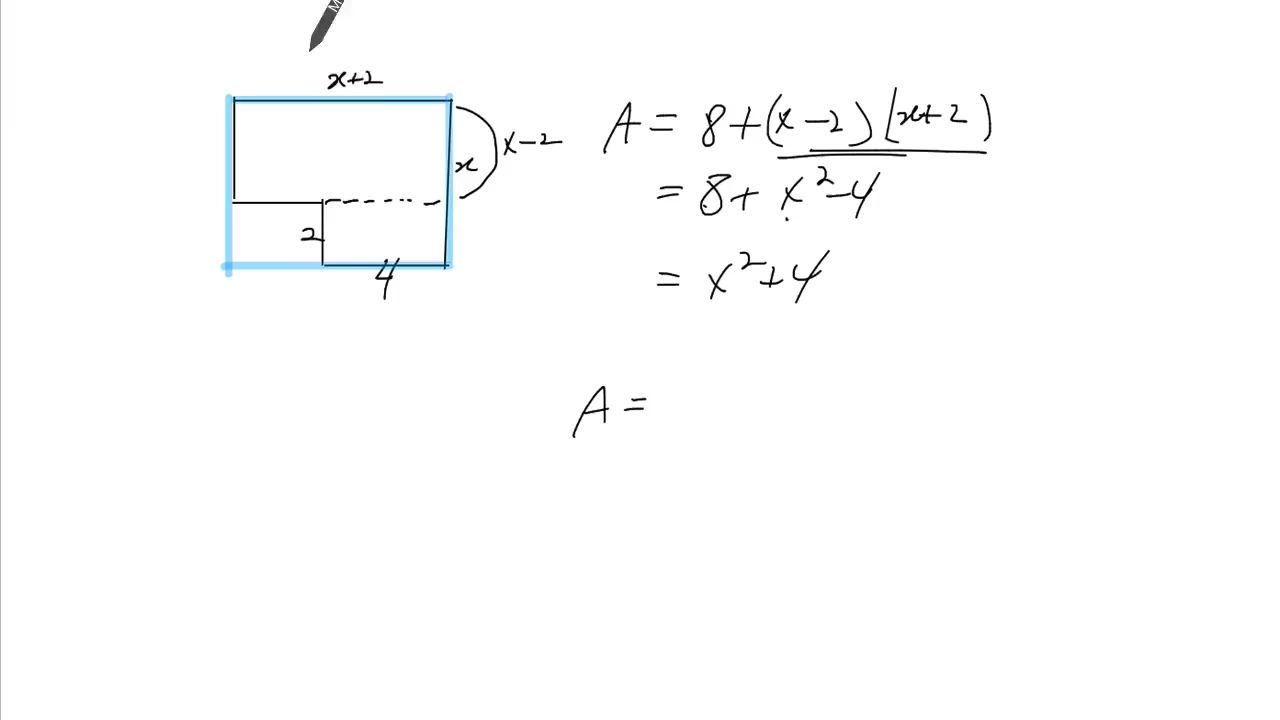 x+2
x
x-2
2
4
A = 8+(x-2)(x+2)
= 8+ x²-4
= x²+4
A =